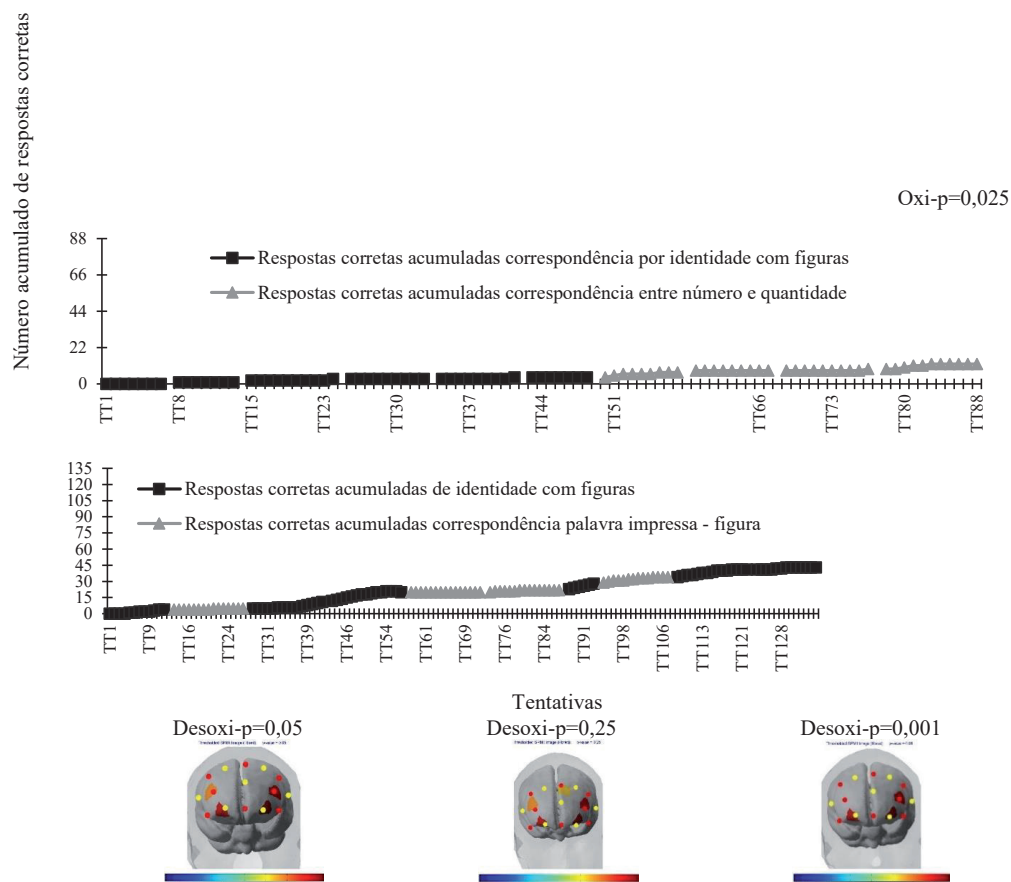 Número acumulado de respostas corretas
Oxi-p=0,025
88
66
44
22
0
Respostas corretas acumuladas correspondência por identidade com figuras
Respostas corretas acumuladas correspondência entre número e quantidade
TT1
TT8
TT15
TT23
TT30
TT37
TT44
TT51
TT66
TT73
TT80
TT88
135
120
105
90
75
60
45
30
15
0
Respostas corretas acumuladas de identidade com figuras
Respostas corretas acumuladas correspondência palavra impressa - figura
TT1
TT9
TT16
TT24
TT31
TT39
TT46
TT54
TT61
TT69
TT76
TT84
TT91
TT98
TT106
TT113
TT121
TT128
Tentativas
Desoxi-p=0,05
Desoxi-p=0,25
Desoxi-p=0,001